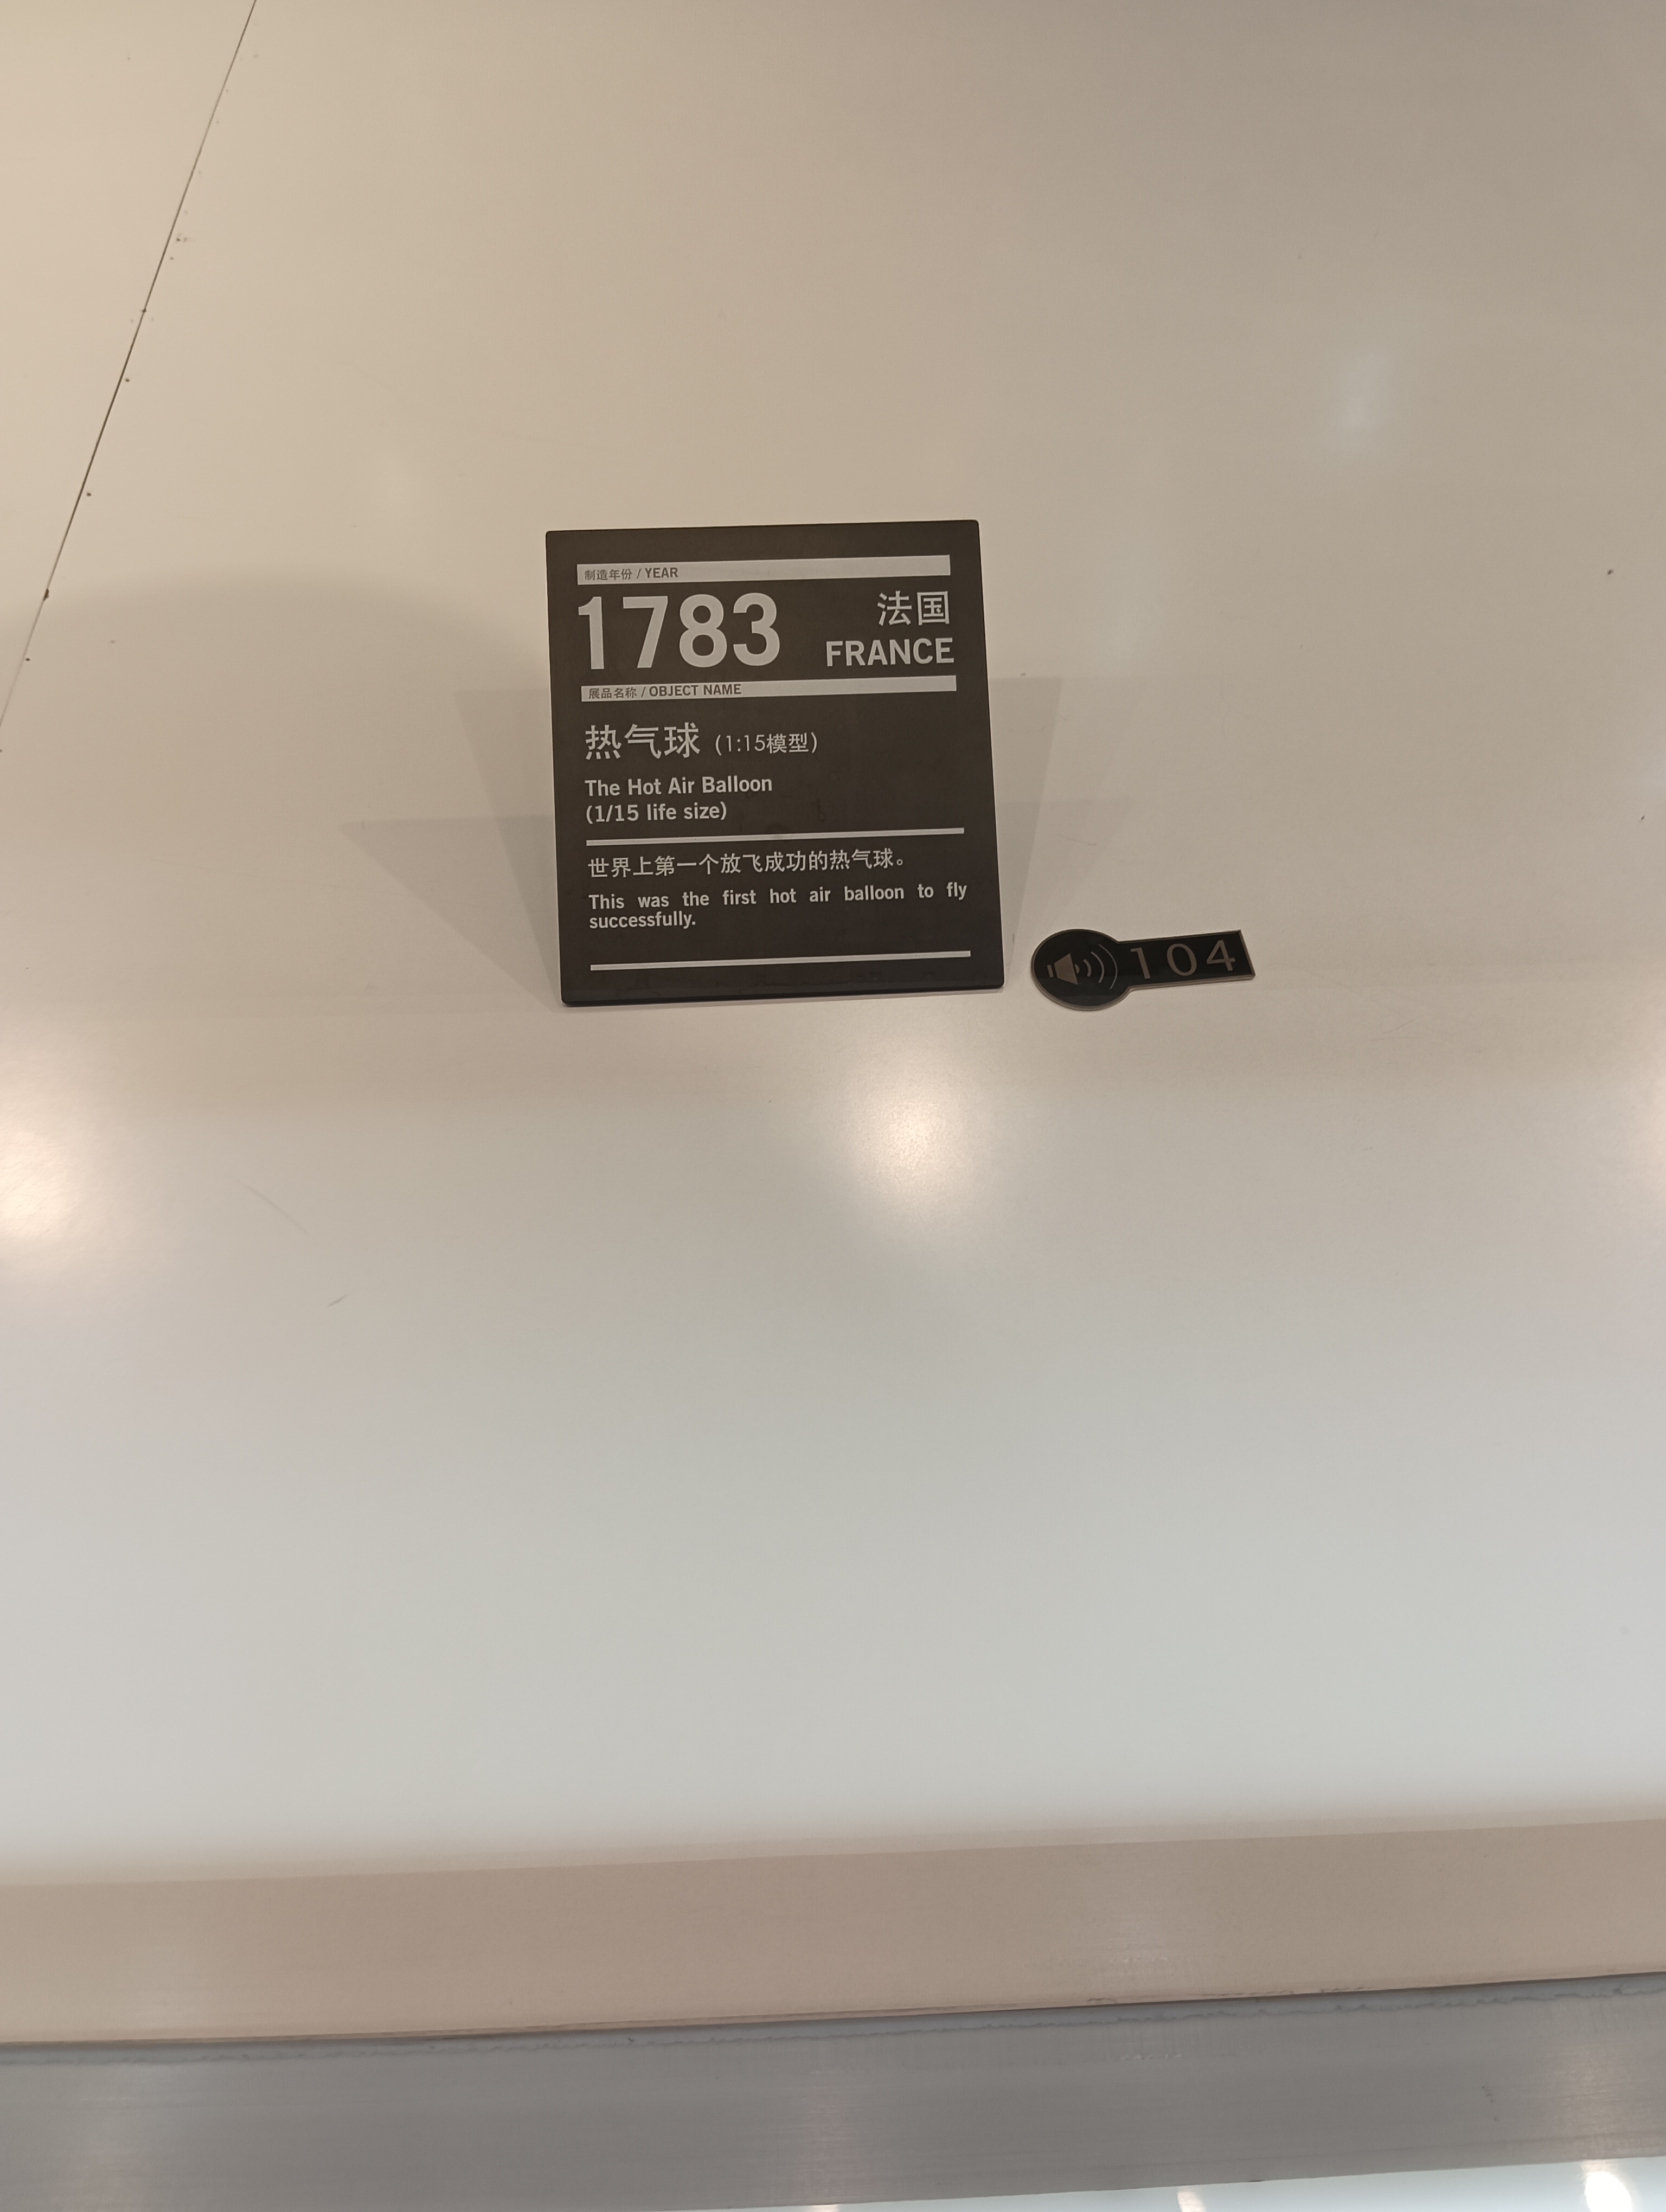 制造年份 / YEAR
1783
法国
FRANCE
展品名称 / OBJECT NAME
热气球 (1:15模型)
The Hot Air Balloon
(1/15 life size)
世界上第一个放飞成功的热气球。
This was the first hot air balloon to fly
successfully.
104